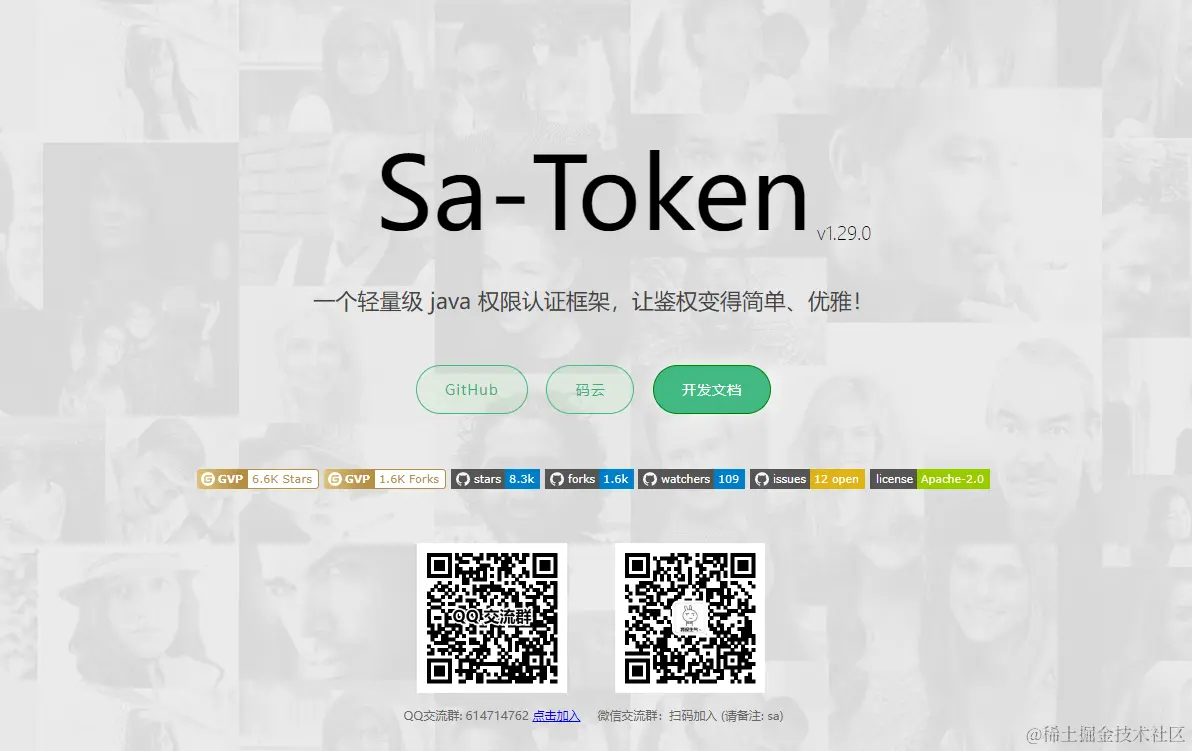 Sa-Token v1.29.0
一个轻量级 java 权限认证框架，让鉴权变得简单、优雅！
GitHub 码云 开发文档
GVP 6.6K Stars GVP 1.6K Forks stars 8.3k forks 1.6k watchers 109 issues 12 open license Apache-2.0
QQ交流群
QQ交流群: 614714762 点击加入 微信交流群：扫码加入 (请备注: sa)
@稀土掘金技术社区